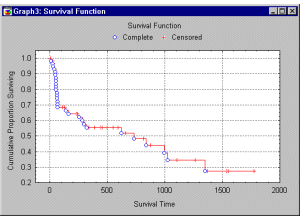 Graph3: Survival Function
Survival Function
Complete
Censored
Cumulative Proportion Surviving
1.0
0.9
0.8
0.7
0.6
0.5
0.4
0.3
0.2
0
500
1000
1500
2000
Survival Time